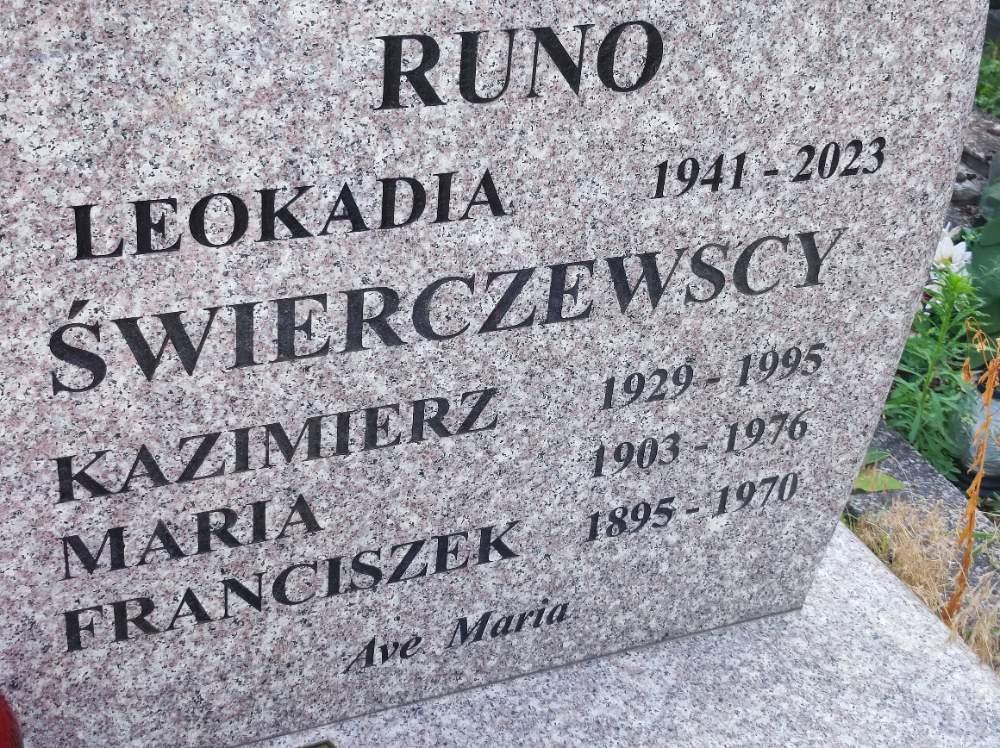 RUNO
LEOKADIA 1941 - 2023
ŚWIERCZEWSCY
KAZIMIERZ 1929 - 1995
MARIA 1903 - 1976
FRANCISZEK 1895 - 1970
Ave Maria